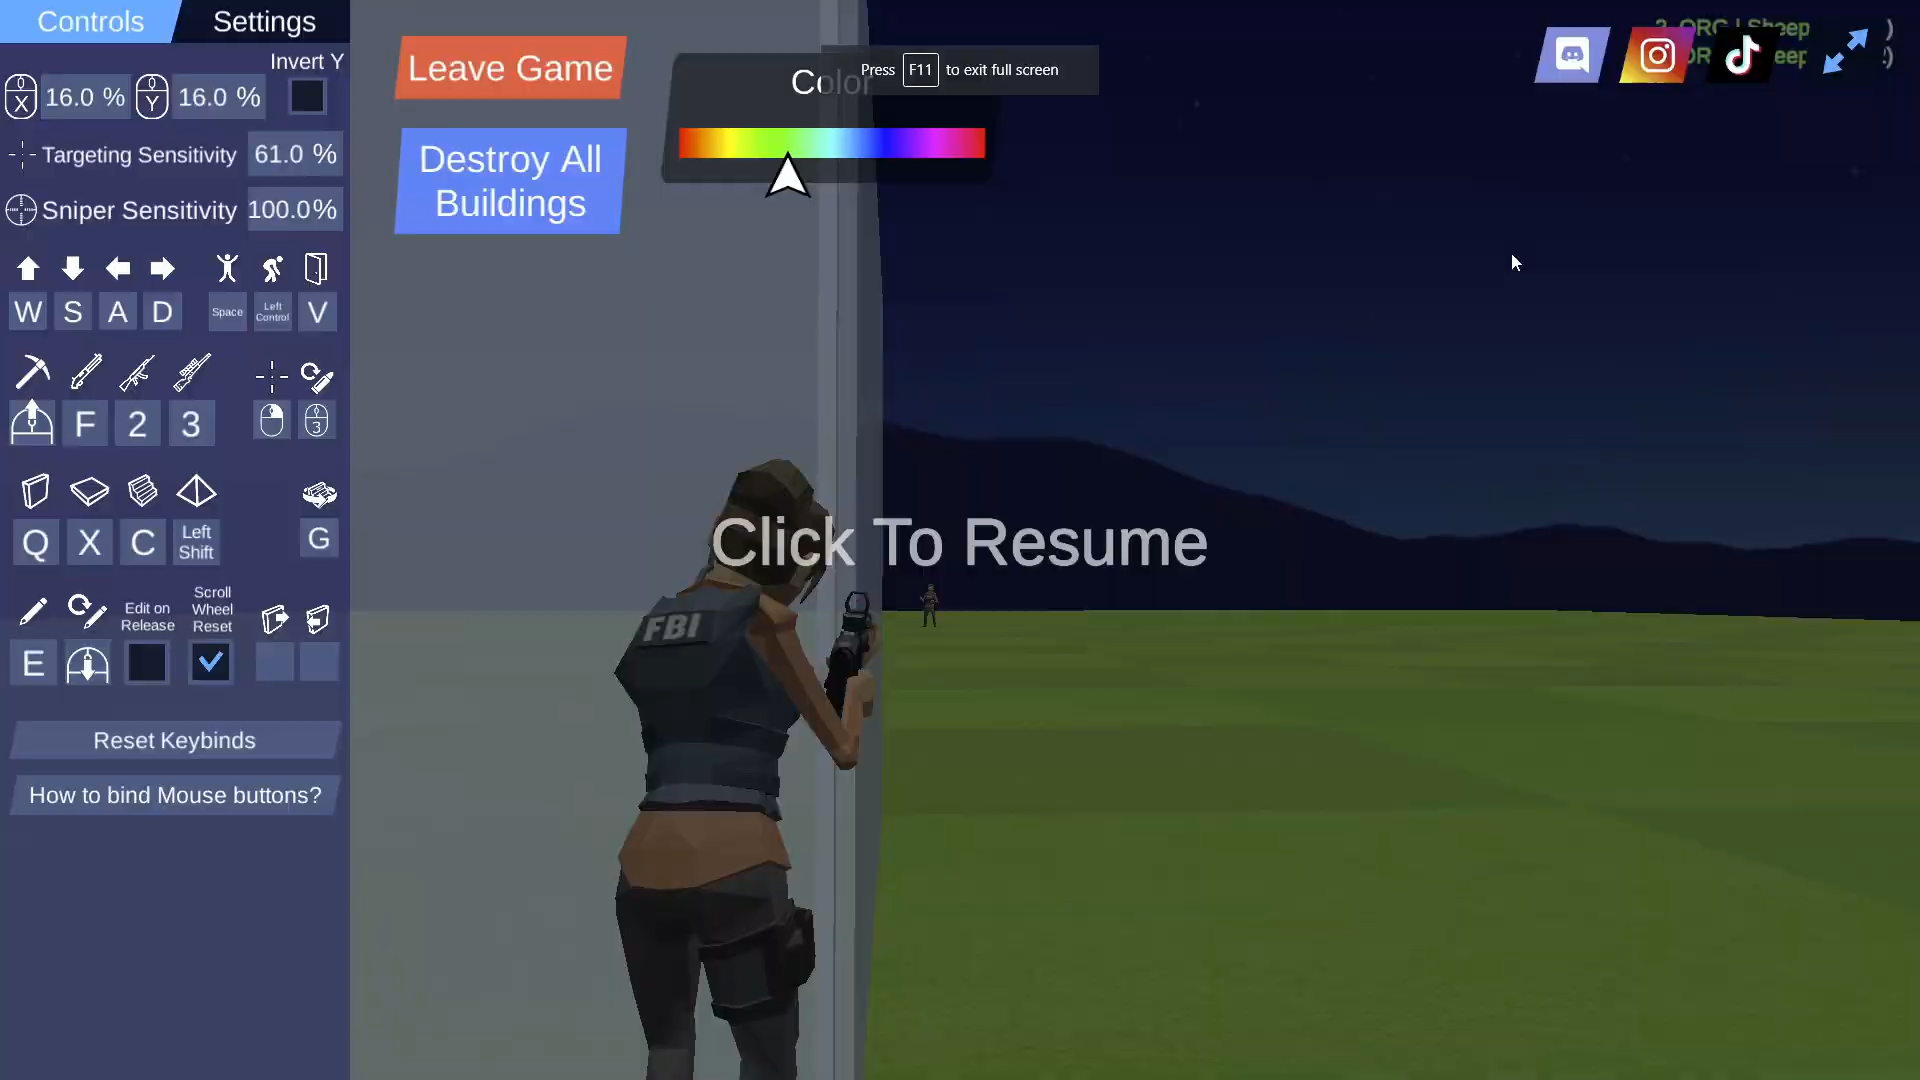 Controls
Settings
Invert Y
X
16.0 %
Y
16.0 %
Targeting Sensitivity
61.0 %
Sniper Sensitivity
100.0%
W S A D
Space
Left
Control
V
F 2 3
3
Q X C
Left
Shift
G
Edit on
Release
Scroll
Wheel
Reset
E
Reset Keybinds
How to bind Mouse buttons?
Leave Game
Destroy All
Buildings
Color
Press F11 to exit full screen
Click To Resume
FBI